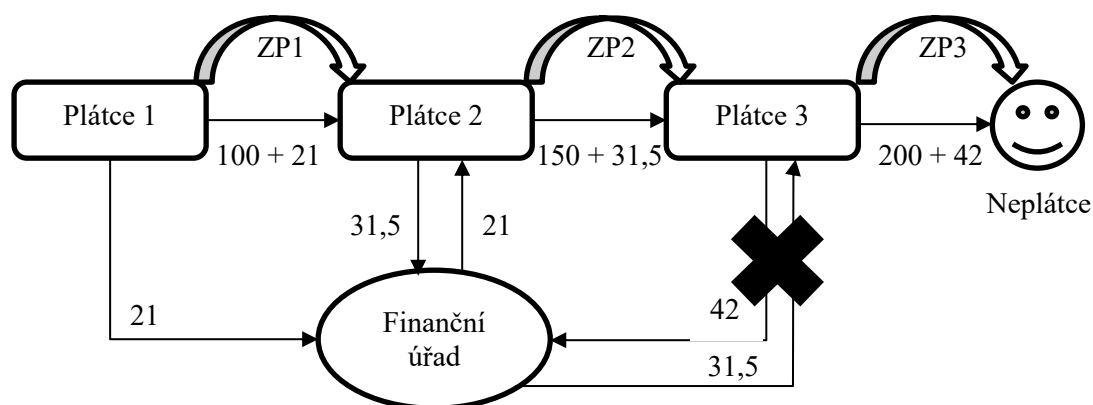 ZP1
ZP2
ZP3
Plátce 1
Plátce 2
Plátce 3
100 + 21
150 + 31,5
200 + 42
Neplátce
31,5
21
21
42
Finanční
úřad
31,5